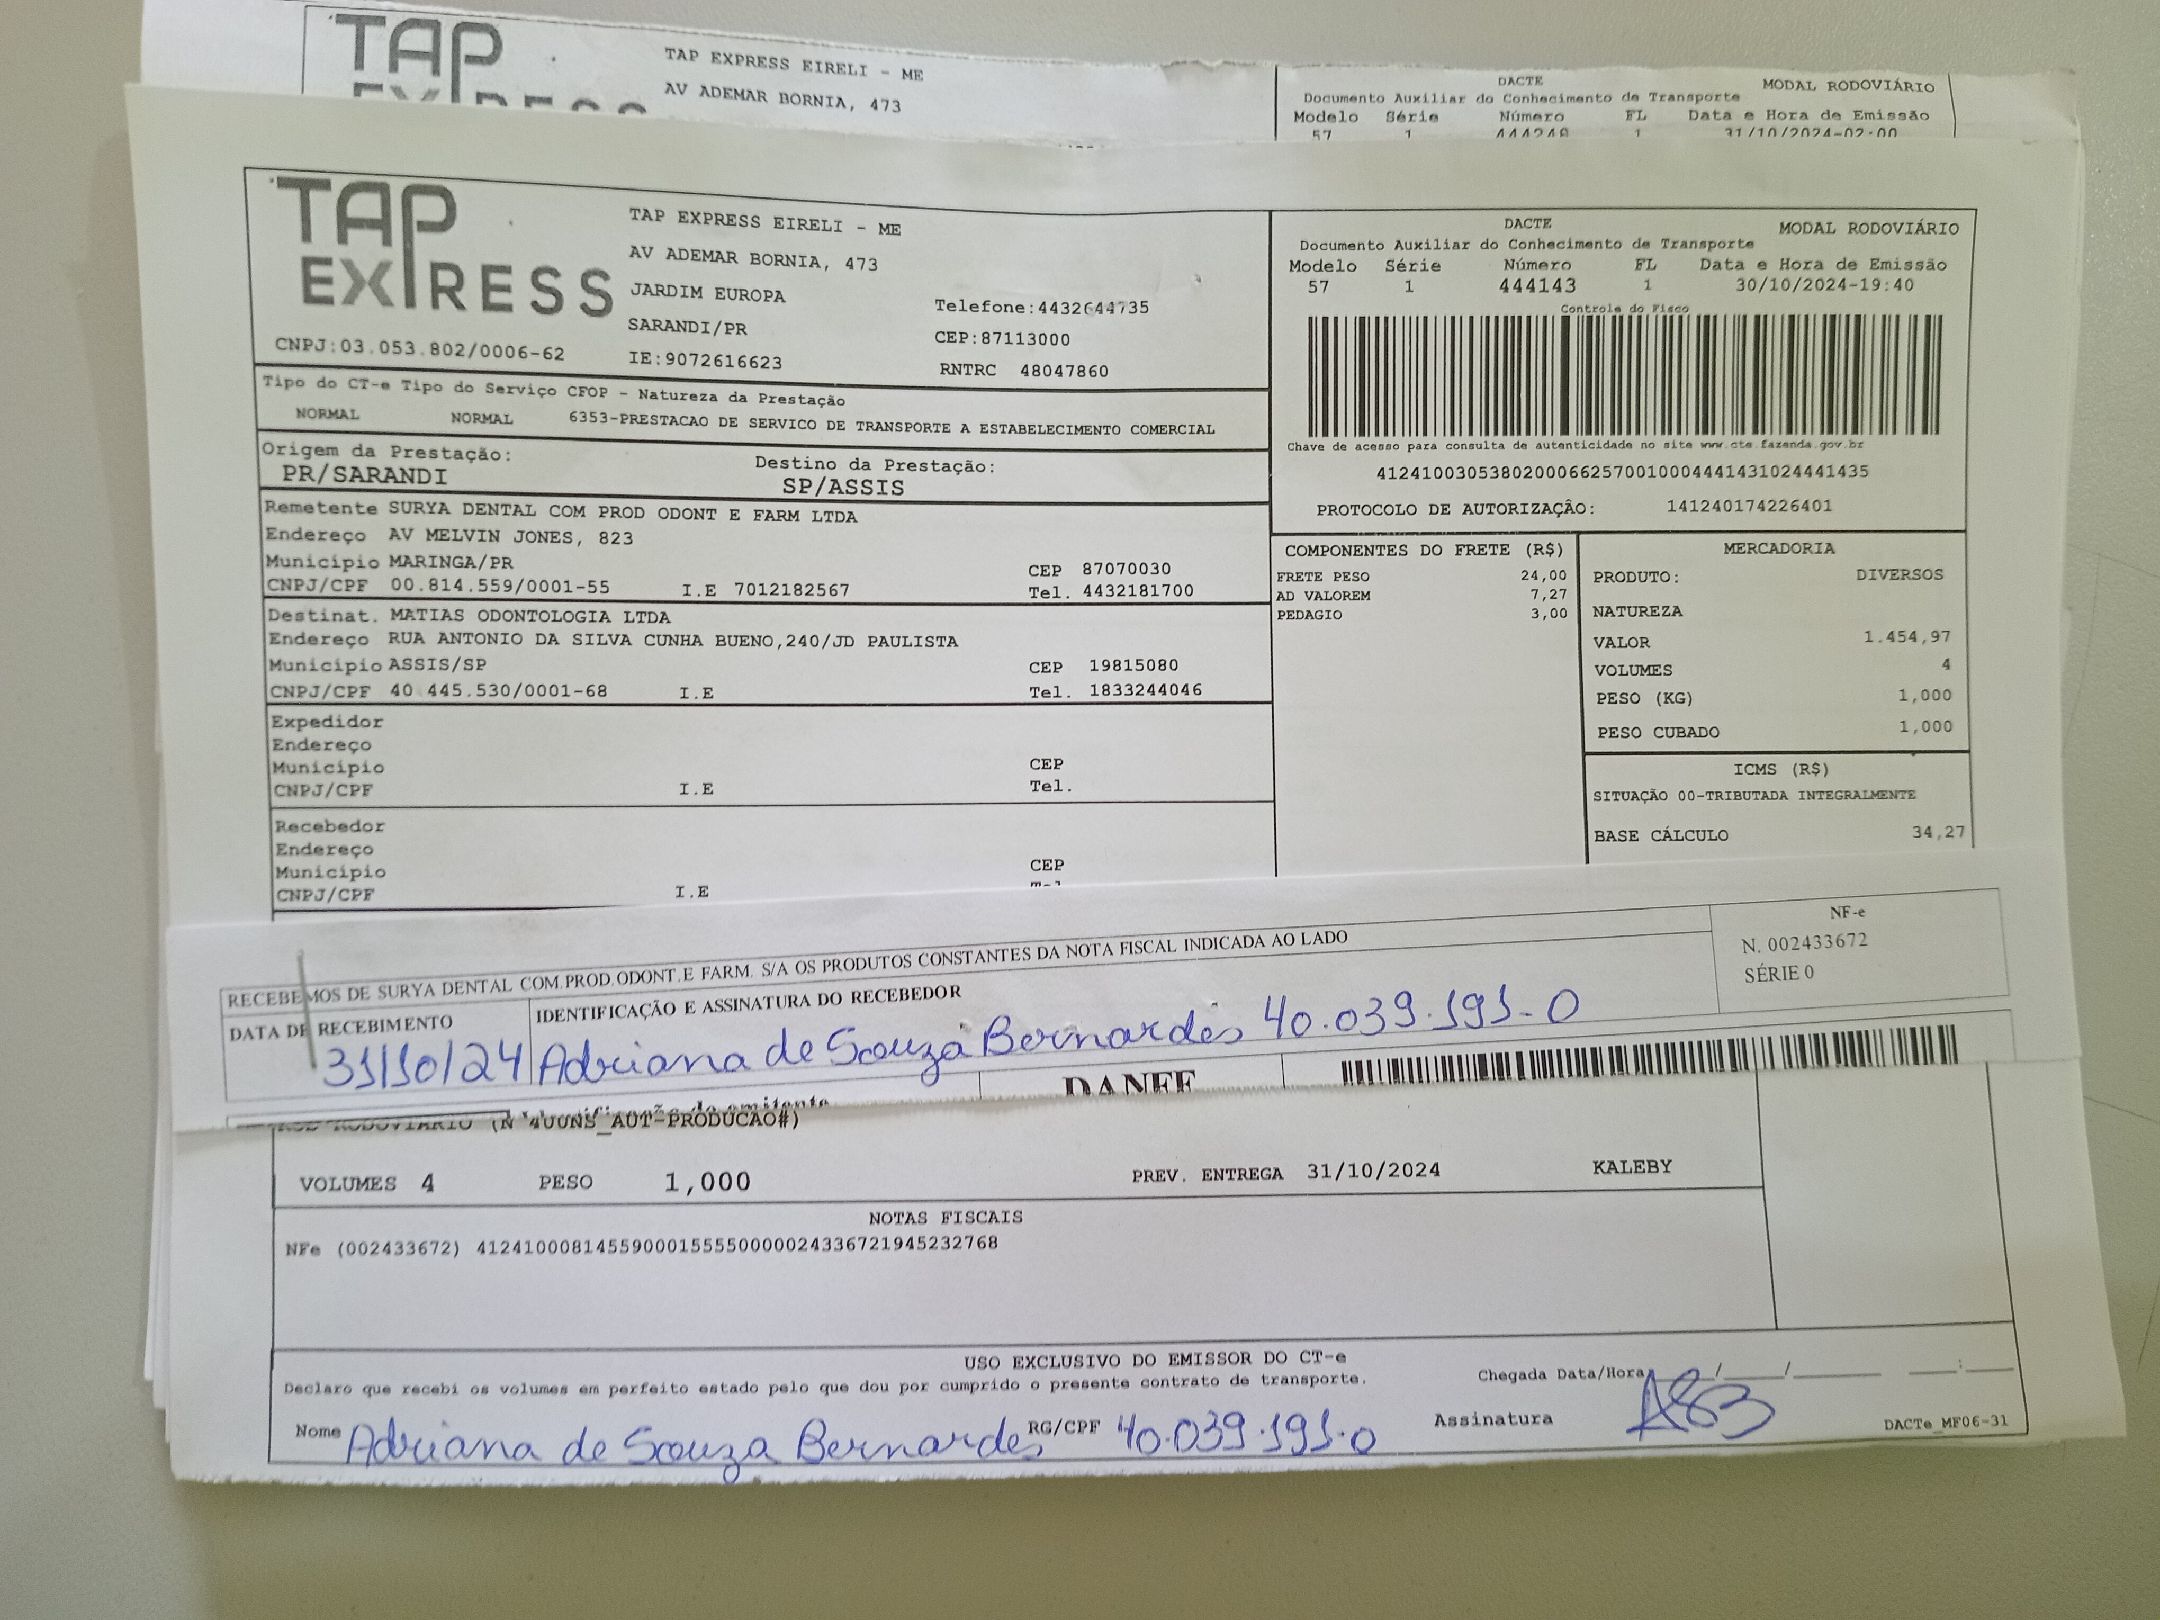 TAP
TAP EXPRESS EIRELI - ME
AV ADEMAR BORNIA, 473
DACTE
MODAL RODOVIÁRIO
Documento Auxiliar do Conhecimento de Transporte
Modelo Série Número FL Data e Hora de Emissão
57 1 444248 1 31/10/2024-02:00
TAP
EXPRESS
TAP EXPRESS EIRELI - ME
AV ADEMAR BORNIA, 473
JARDIM EUROPA
Telefone:4432644735
SARANDI/PR
CEP:87113000
CNPJ:03.053.802/0006-62
IE:9072616623
RNTRC 48047860
DACTE
MODAL RODOVIÁRIO
Documento Auxiliar do Conhecimento de Transporte
Modelo Série Número FL Data e Hora de Emissão
57 1 444143 1 30/10/2024-19:40
Controle do Fisco
Chave de acesso para consulta de autenticidade no site www.cte.fazenda.gov.br
41241003053802000662570010004441431024441435
PROTOCOLO DE AUTORIZAÇÃO: 141240174226401
Tipo do CT-e Tipo do Serviço CFOP - Natureza da Prestação
NORMAL NORMAL 6353-PRESTACAO DE SERVICO DE TRANSPORTE A ESTABELECIMENTO COMERCIAL
Origem da Prestação: Destino da Prestação:
PR/SARANDI SP/ASSIS
Remetente SURYA DENTAL COM PROD ODONT E FARM LTDA
Endereço AV MELVIN JONES, 823
Município MARINGA/PR CEP 87070030
CNPJ/CPF 00.814.559/0001-55 I.E 7012182567 Tel. 4432181700
Destinat. MATIAS ODONTOLOGIA LTDA
Endereço RUA ANTONIO DA SILVA CUNHA BUENO,240/JD PAULISTA
Município ASSIS/SP CEP 19815080
CNPJ/CPF 40.445.530/0001-68 I.E Tel. 1833244046
Expedidor
Endereço
Município CEP
CNPJ/CPF I.E Tel.
Recebedor
Endereço
Município CEP
CNPJ/CPF I.E
COMPONENTES DO FRETE (R$)
FRETE PESO 24,00
AD VALOREM 7,27
PEDAGIO 3,00
MERCADORIA
PRODUTO: DIVERSOS
NATUREZA
VALOR 1.454,97
VOLUMES 4
PESO (KG) 1,000
PESO CUBADO 1,000
ICMS (R$)
SITUAÇÃO 00-TRIBUTADA INTEGRALMENTE
BASE CÁLCULO 34,27
RECEBEMOS DE SURYA DENTAL COM.PROD.ODONT.E FARM. S/A OS PRODUTOS CONSTANTES DA NOTA FISCAL INDICADA AO LADO
NF-e
N. 002433672
SÉRIE 0
DATA DE RECEBIMENTO
IDENTIFICAÇÃO E ASSINATURA DO RECEBEDOR
31/10/24 Adriana de Souza Bernardes 40.039.191-0
DANFE
VOLUMES 4 PESO 1,000 PREV. ENTREGA 31/10/2024 KALEBY
NOTAS FISCAIS
NFe (002433672) 41241000814559000155550000024336721945232768
USO EXCLUSIVO DO EMISSOR DO CT-e
Declaro que recebi os volumes em perfeito estado pelo que dou por cumprido o presente contrato de transporte.
Chegada Data/Hora
Nome Adriana de Souza Bernardes RG/CPF 40.039.191-0 Assinatura
DACTe_MF06-31